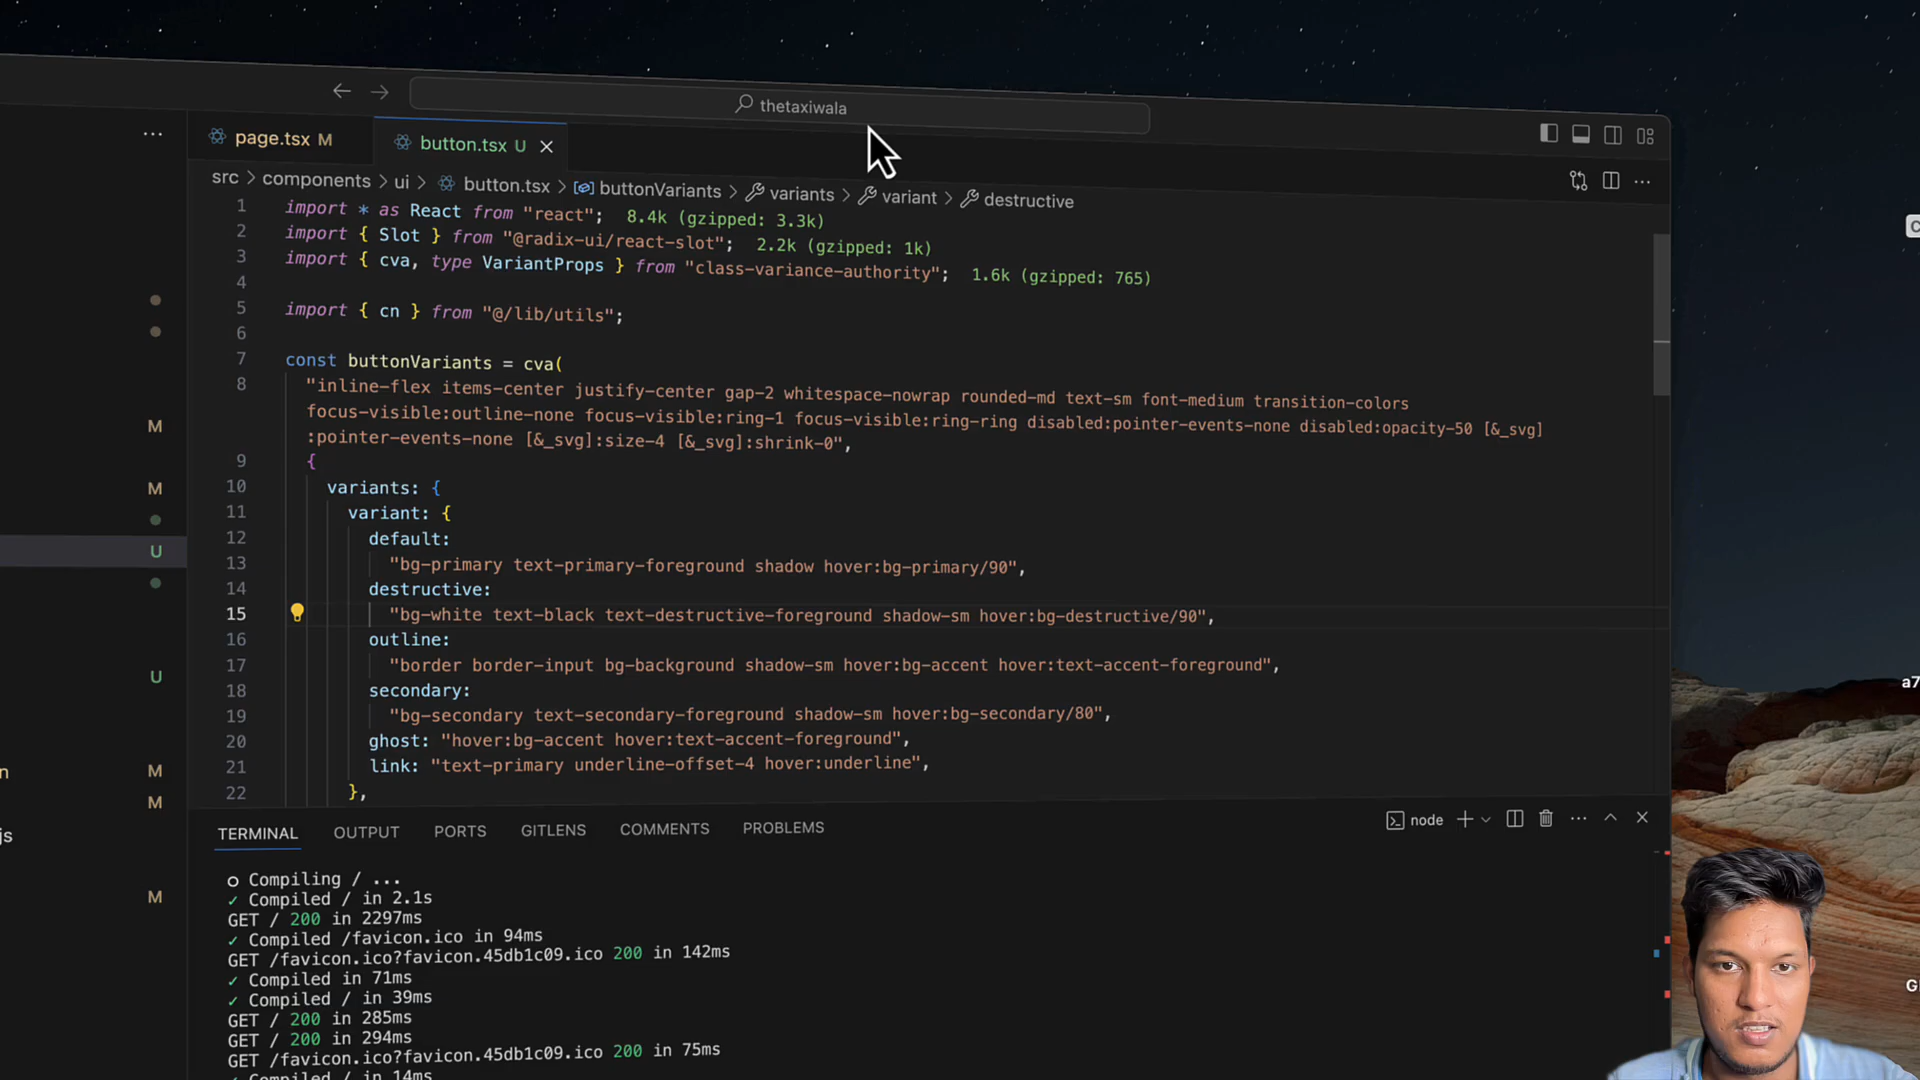 thetaxiwala
page.tsx M
button.tsx U
src > components > ui > button.tsx > buttonVariants > variants > variant > destructive
1 import * as React from "react"; 8.4k (gzipped: 3.3k)
2 import { Slot } from "@radix-ui/react-slot"; 2.2k (gzipped: 1k)
3 import { cva, type VariantProps } from "class-variance-authority"; 1.6k (gzipped: 765)
4
5 import { cn } from "@/lib/utils";
6
7 const buttonVariants = cva(
8 "inline-flex items-center justify-center gap-2 whitespace-nowrap rounded-md text-sm font-medium transition-colors
focus-visible:outline-none focus-visible:ring-1 focus-visible:ring-ring disabled:pointer-events-none disabled:opacity-50 [&_svg]
:pointer-events-none [&_svg]:size-4 [&_svg]:shrink-0",
9 {
10 variants: {
11 variant: {
12 default:
13 "bg-primary text-primary-foreground shadow hover:bg-primary/90",
14 destructive:
15 "bg-white text-black text-destructive-foreground shadow-sm hover:bg-destructive/90",
16 outline:
17 "border border-input bg-background shadow-sm hover:bg-accent hover:text-accent-foreground",
18 secondary:
19 "bg-secondary text-secondary-foreground shadow-sm hover:bg-secondary/80",
20 ghost: "hover:bg-accent hover:text-accent-foreground",
21 link: "text-primary underline-offset-4 hover:underline",
22 },
M
M
U
U
n M
M
js
M
TERMINAL OUTPUT PORTS GITLENS COMMENTS PROBLEMS
node
○ Compiling / ...
✓ Compiled / in 2.1s
GET / 200 in 2297ms
✓ Compiled /favicon.ico in 94ms
GET /favicon.ico?favicon.45db1c09.ico 200 in 142ms
✓ Compiled in 71ms
✓ Compiled / in 39ms
GET / 200 in 285ms
GET / 200 in 294ms
GET /favicon.ico?favicon.45db1c09.ico 200 in 75ms
✓ Compiled in 14ms
C
a7